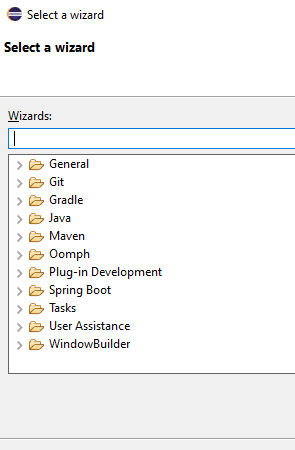 Select a wizard
Select a wizard
Wizards:
General
Git
Gradle
Java
Maven
Oomph
Plug-in Development
Spring Boot
Tasks
User Assistance
WindowBuilder